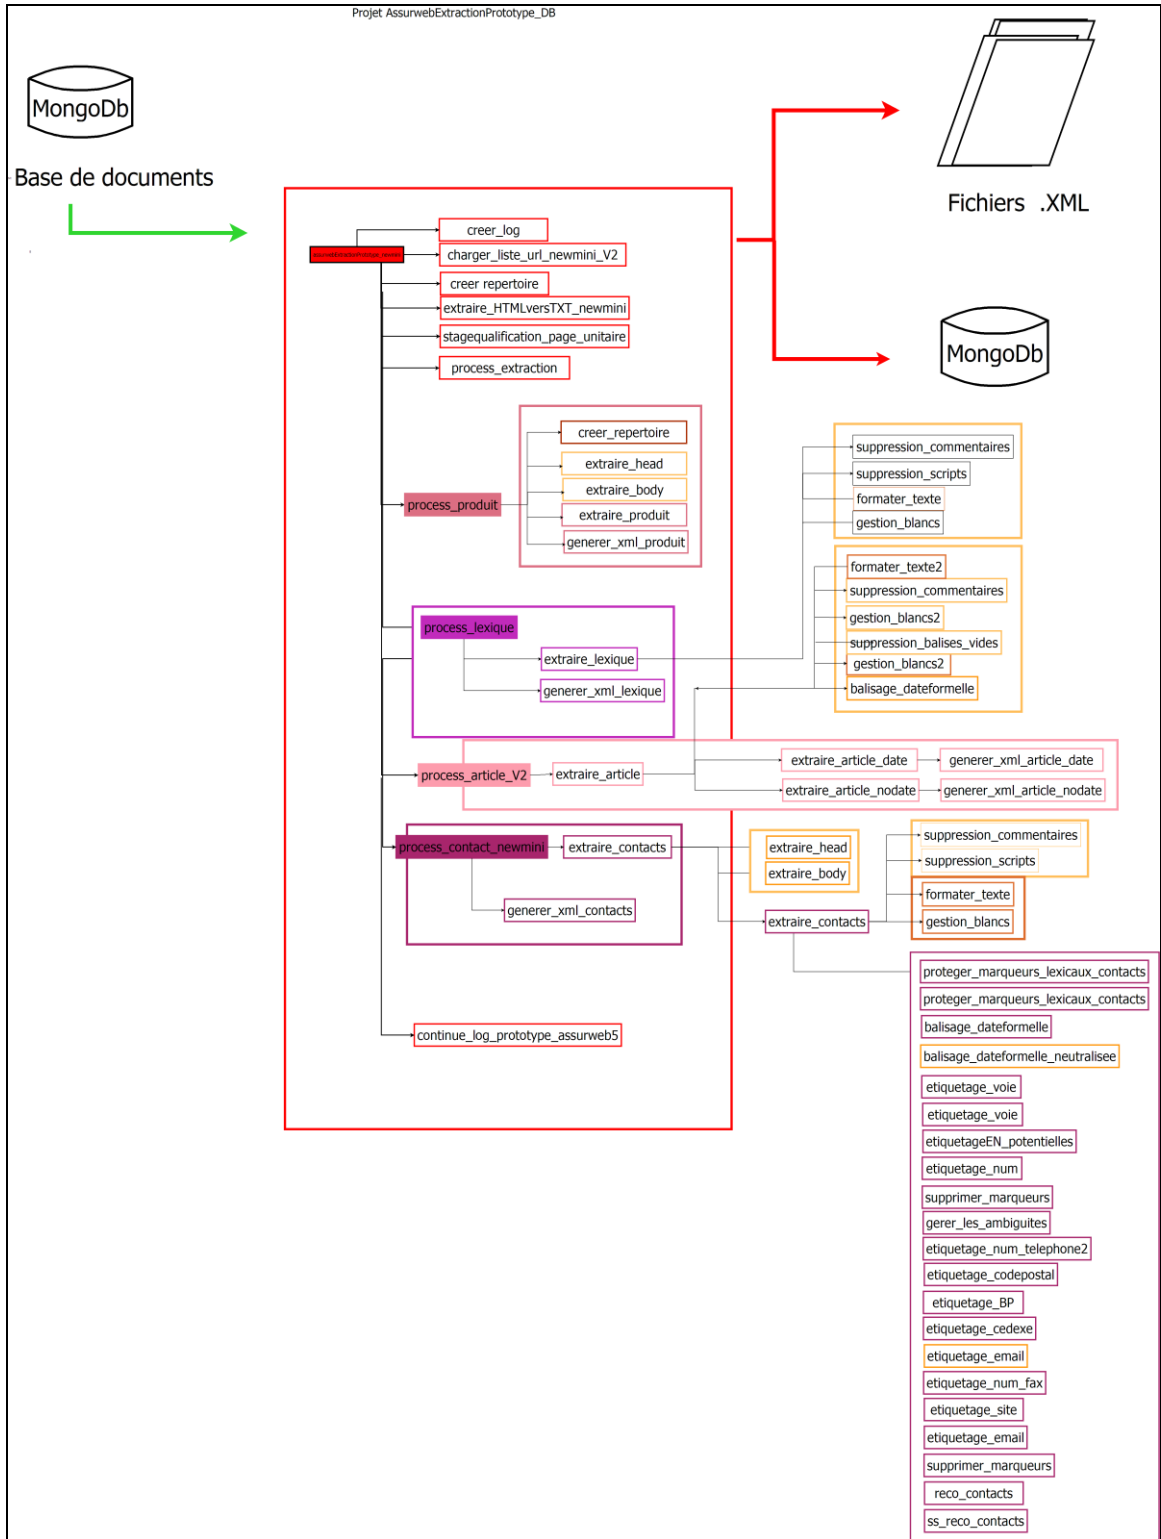 Projet AssurwebExtractionPrototype_DB
MongoDb
Base de documents
Fichiers .XML
MongoDb
creer_log
charger_liste_url_newmini_V2
creer repertoire
extraire_HTMLversTXT_newmini
stagequalification_page_unitaire
process_extraction
process_produit
creer_repertoire
extraire_head
extraire_body
extraire_produit
generer_xml_produit
process_lexique
extraire_lexique
generer_xml_lexique
suppression_commentaires
suppression_scripts
formater_texte
gestion_blancs
formater_texte2
suppression_commentaires
gestion_blancs2
suppression_balises_vides
gestion_blancs2
balisage_dateformelle
process_article_V2
extraire_article
extraire_article_date
generer_xml_article_date
extraire_article_nodate
generer_xml_article_nodate
process_contact_newmini
extraire_contacts
generer_xml_contacts
extraire_head
extraire_body
extraire_contacts
suppression_commentaires
suppression_scripts
formater_texte
gestion_blancs
proteger_marqueurs_lexicaux_contacts
proteger_marqueurs_lexicaux_contacts
balisage_dateformelle
balisage_dateformelle_neutralisee
etiquetage_voie
etiquetage_voie
etiquetageEN_potentielles
etiquetage_num
supprimer_marqueurs
gerer_les_ambiguites
etiquetage_num_telephone2
etiquetage_codepostal
etiquetage_BP
etiquetage_cedexe
etiquetage_email
etiquetage_num_fax
etiquetage_site
etiquetage_email
supprimer_marqueurs
reco_contacts
ss_reco_contacts
continue_log_prototype_assurweb5